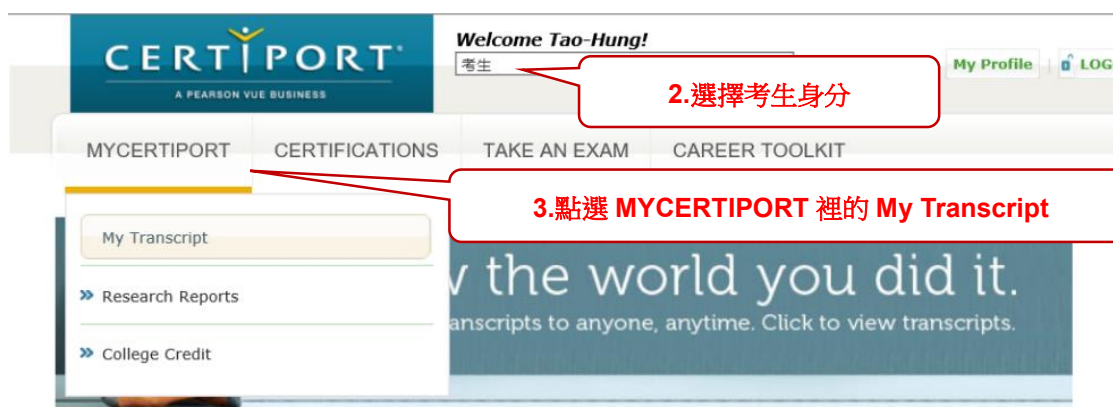 CERTIPORT
A PEARSON VUE BUSINESS
Welcome Tao-Hung!
考生
2.選擇考生身分
My Profile
MYCERTIPORT CERTIFICATIONS TAKE AN EXAM CAREER TOOLKIT
3.點選 MYCERTIPORT 裡的 My Transcript
My Transcript
» Research Reports
» College Credit
the world you did it.
anscripts to anyone, anytime. Click to view transcripts.